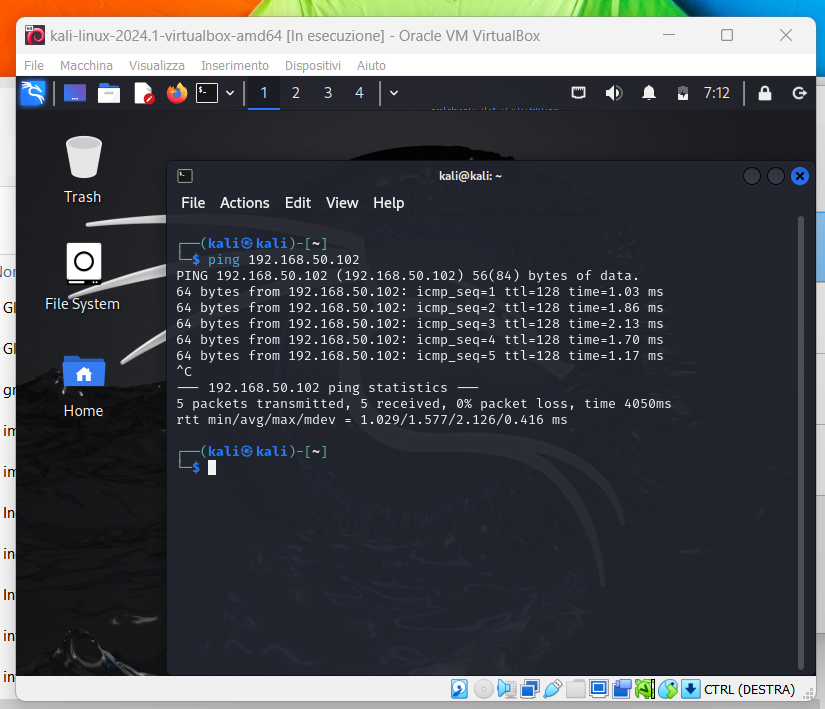 kali-linux-2024.1-virtualbox-amd64 [In esecuzione] - Oracle VM VirtualBox
File Macchina Visualizza Inserimento Dispositivi Aiuto
1 2 3 4 7:12
Trash
File System
Home
kali@kali: ~
File Actions Edit View Help
┌──(kali㉿kali)-[~]
└─$ ping 192.168.50.102
PING 192.168.50.102 (192.168.50.102) 56(84) bytes of data.
64 bytes from 192.168.50.102: icmp_seq=1 ttl=128 time=1.03 ms
64 bytes from 192.168.50.102: icmp_seq=2 ttl=128 time=1.86 ms
64 bytes from 192.168.50.102: icmp_seq=3 ttl=128 time=2.13 ms
64 bytes from 192.168.50.102: icmp_seq=4 ttl=128 time=1.70 ms
64 bytes from 192.168.50.102: icmp_seq=5 ttl=128 time=1.17 ms
^C
--- 192.168.50.102 ping statistics ---
5 packets transmitted, 5 received, 0% packet loss, time 4050ms
rtt min/avg/max/mdev = 1.029/1.577/2.126/0.416 ms
┌──(kali㉿kali)-[~]
└─$
CTRL (DESTRA)